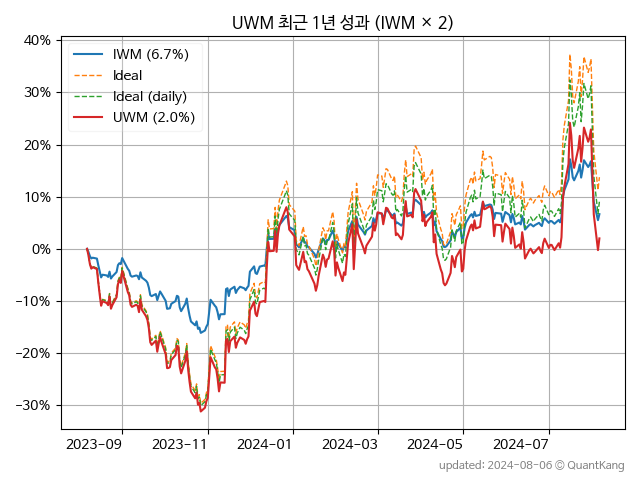 UWM 최근 1년 성과 (IWM × 2)
40%
30%
20%
10%
0%
−10%
−20%
−30%
IWM (6.7%)
Ideal
Ideal (daily)
UWM (2.0%)
2023-09
2023-11
2024-01
2024-03
2024-05
2024-07
updated: 2024-08-06 © QuantKang